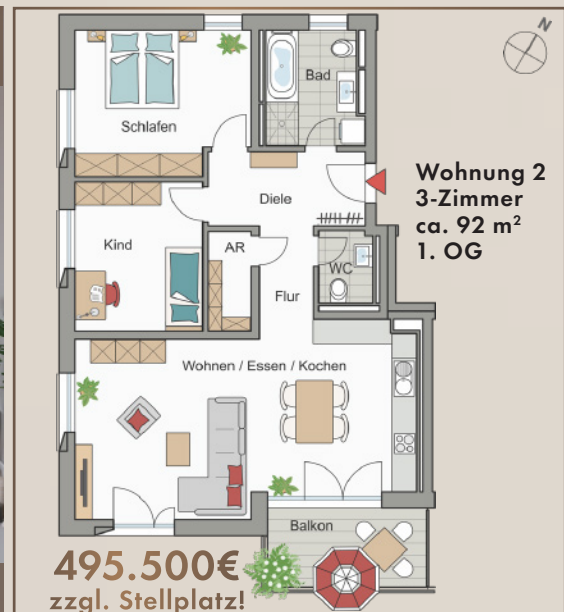 N
Bad
Schlafen
Wohnung 2
3-Zimmer
ca. 92 m²
1. OG
Diele
Kind
AR
WC
Flur
Wohnen / Essen / Kochen
Balkon
495.500€
zzgl. Stellplatz!